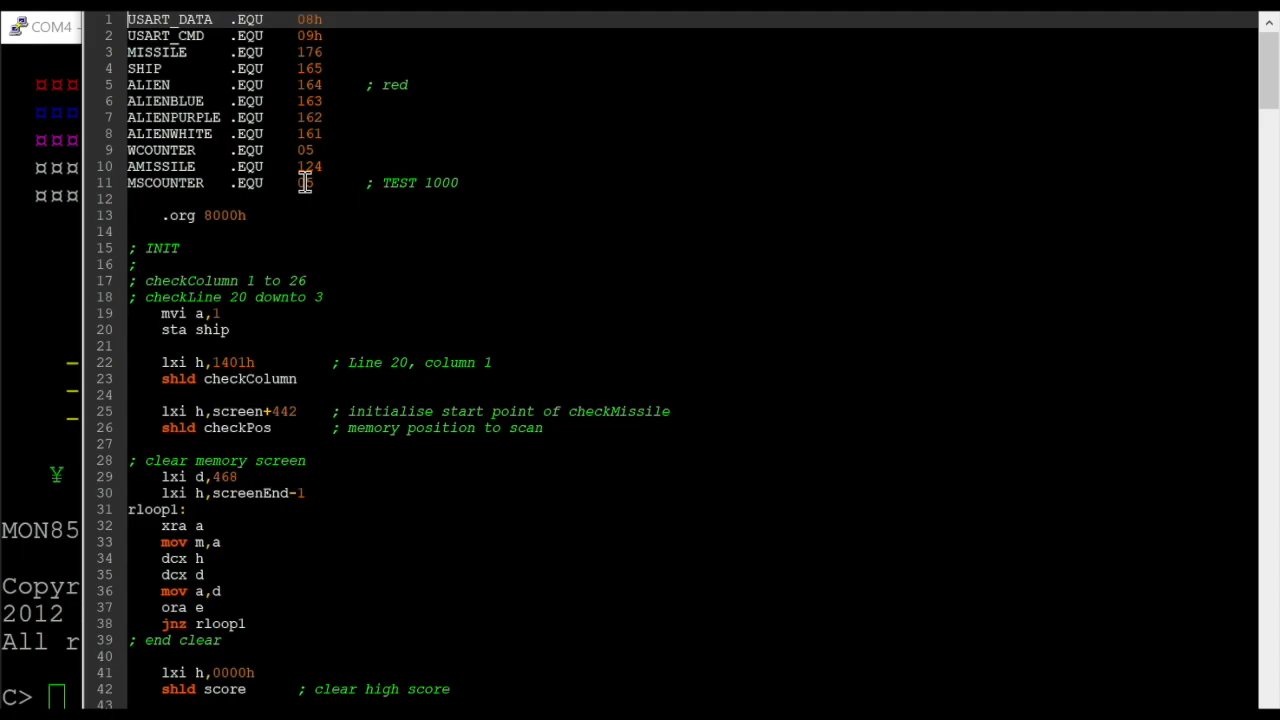 COM4 -
¤¤¤
¤¤¤
¤¤¤
¤¤¤
¤¤¤
¥
MON85
Copyr
2012
All r
C>
1 USART_DATA .EQU 08h
2 USART_CMD .EQU 09h
3 MISSILE .EQU 176
4 SHIP .EQU 165
5 ALIEN .EQU 164 ; red
6 ALIENBLUE .EQU 163
7 ALIENPURPLE .EQU 162
8 ALIENWHITE .EQU 161
9 WCOUNTER .EQU 05
10 AMISSILE .EQU 124
11 MSCOUNTER .EQU 05 ; TEST 1000
12
13 .org 8000h
14
15 ; INIT
16 ;
17 ; checkColumn 1 to 26
18 ; checkLine 20 downto 3
19 mvi a,1
20 sta ship
21
22 lxi h,1401h ; Line 20, column 1
23 shld checkColumn
24
25 lxi h,screen+442 ; initialise start point of checkMissile
26 shld checkPos ; memory position to scan
27
28 ; clear memory screen
29 lxi d,468
30 lxi h,screenEnd-1
31 rloop1:
32 xra a
33 mov m,a
34 dcx h
35 dcx d
36 mov a,d
37 ora e
38 jnz rloop1
39 ; end clear
40
41 lxi h,0000h
42 shld score ; clear high score
43